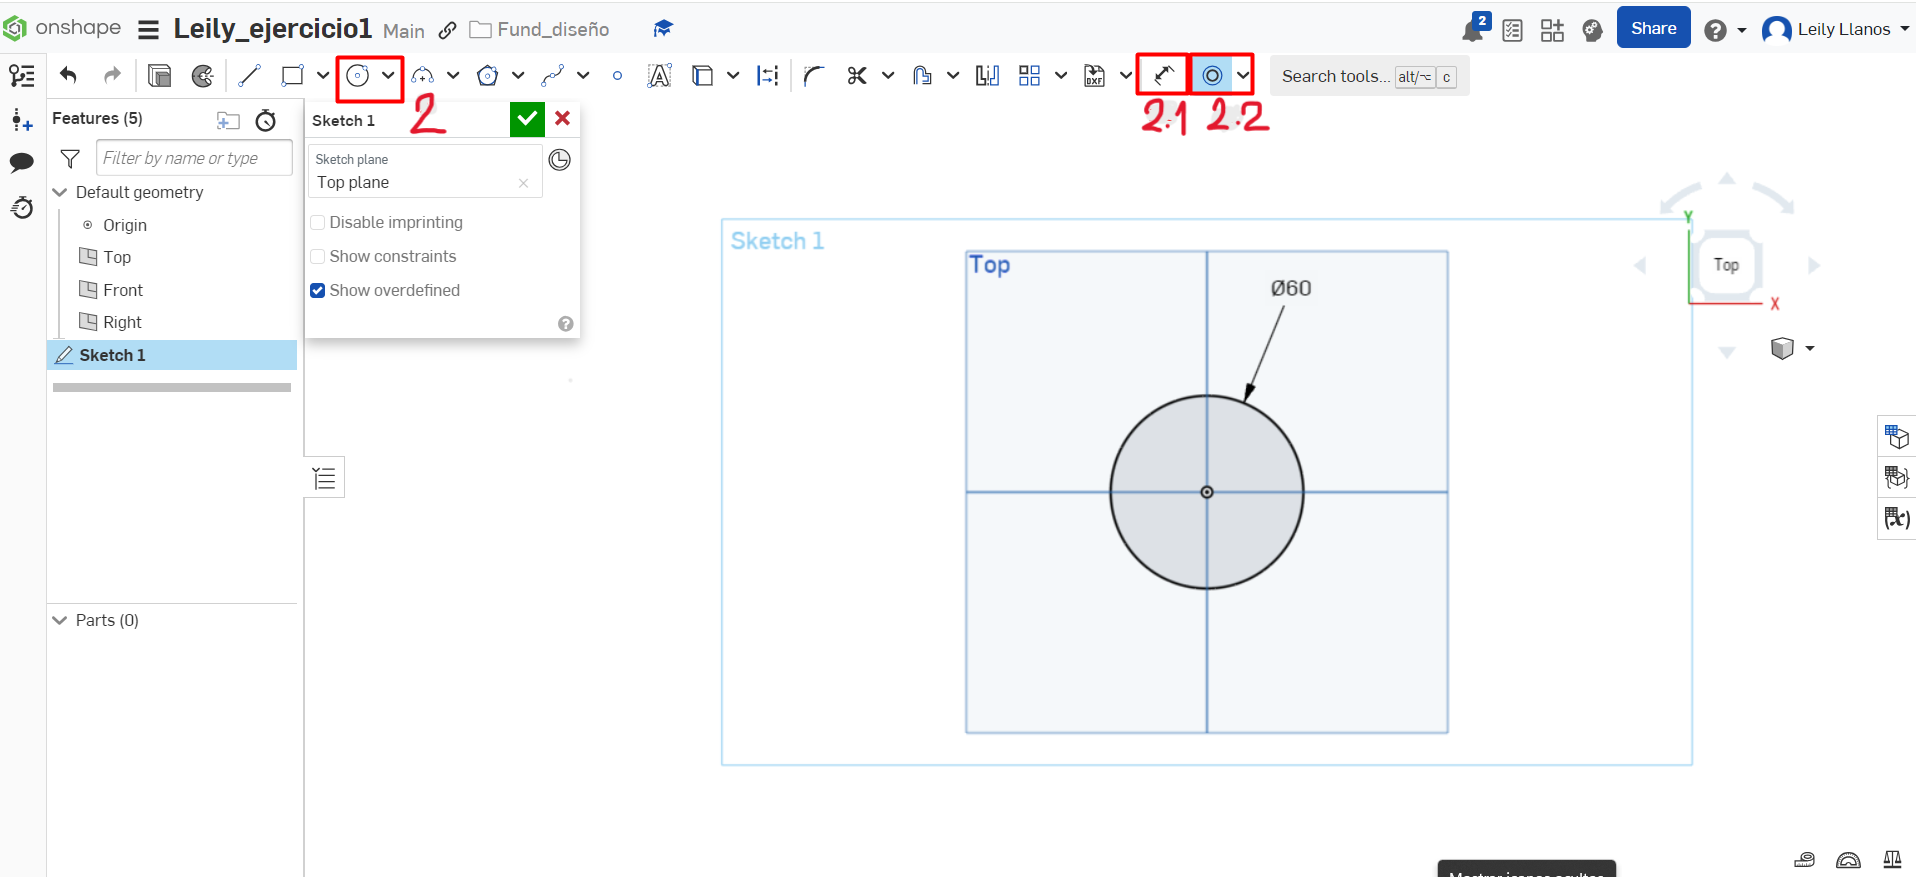 onshape Leily_ejercicio1 Main Fund_diseño 2 Share Leily Llanos
DXF Search tools... alt/⌥ c
2 2.1 2.2
Features (5)
Filter by name or type
Default geometry
Origin
Top
Front
Right
Sketch 1
Parts (0)
Sketch 1
Sketch plane
Top plane
Disable imprinting
Show constraints
Show overdefined
Sketch 1
Top
Ø60
Y
Top
X
(x)